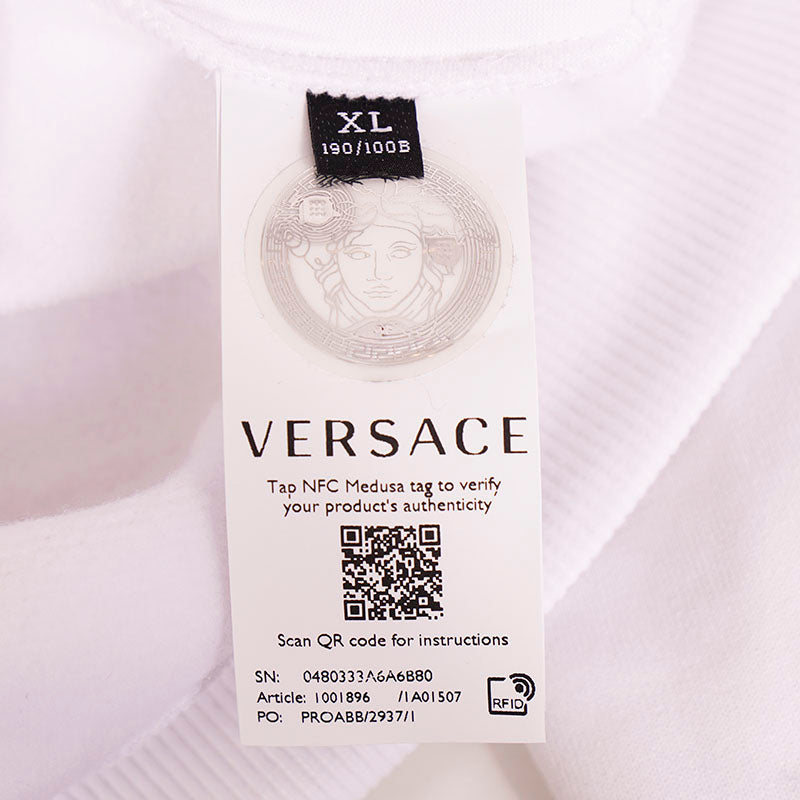 XL
190/100B
VERSACE
Tap NFC Medusa tag to verify
your product's authenticity
Scan QR code for instructions
SN: 0480333A6A6B80
Article: 1001896 /1A01507
PO: PROABB/2937/1
RFID